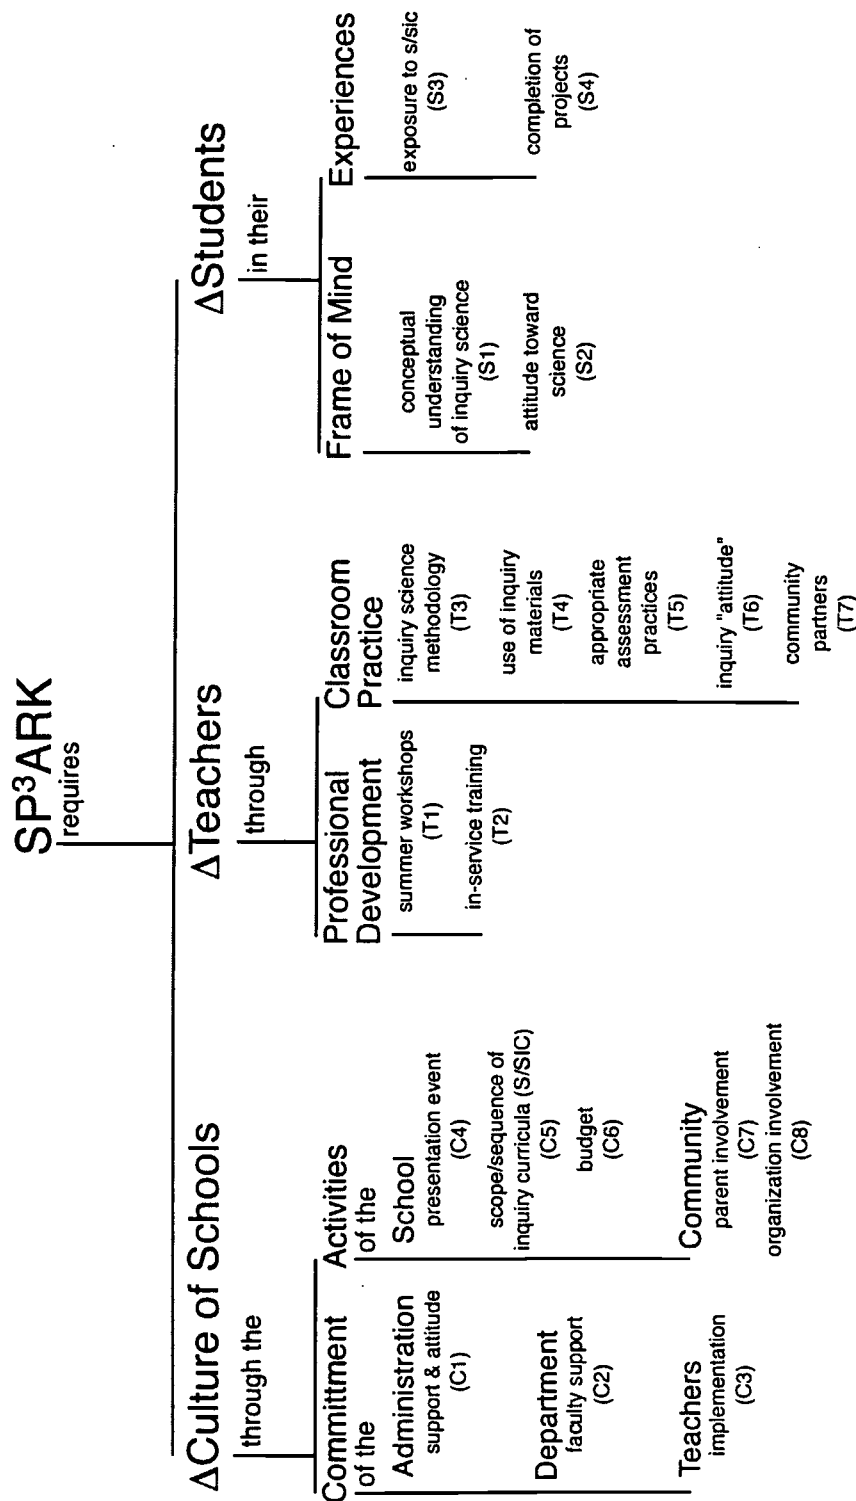 SP³ARK
requires
ΔCulture of Schools
through the
Committment
of the
Administration
support & attitude
(C1)
Department
faculty support
(C2)
Teachers
implementation
(C3)
Activities
of the
School
presentation event
(C4)
scope/sequence of
inquiry curricula (S/SIC)
(C5)
budget
(C6)
Community
parent involvement
(C7)
organization involvement
(C8)
ΔTeachers
through
Professional
Development
summer workshops
(T1)
in-service training
(T2)
Classroom
Practice
inquiry science
methodology
(T3)
use of inquiry
materials
(T4)
appropriate
assessment
practices
(T5)
inquiry "attitude"
(T6)
community
partners
(T7)
ΔStudents
in their
Frame of Mind
conceptual
understanding
of inquiry science
(S1)
attitude toward
science
(S2)
Experiences
exposure to s/sic
(S3)
completion of
projects
(S4)